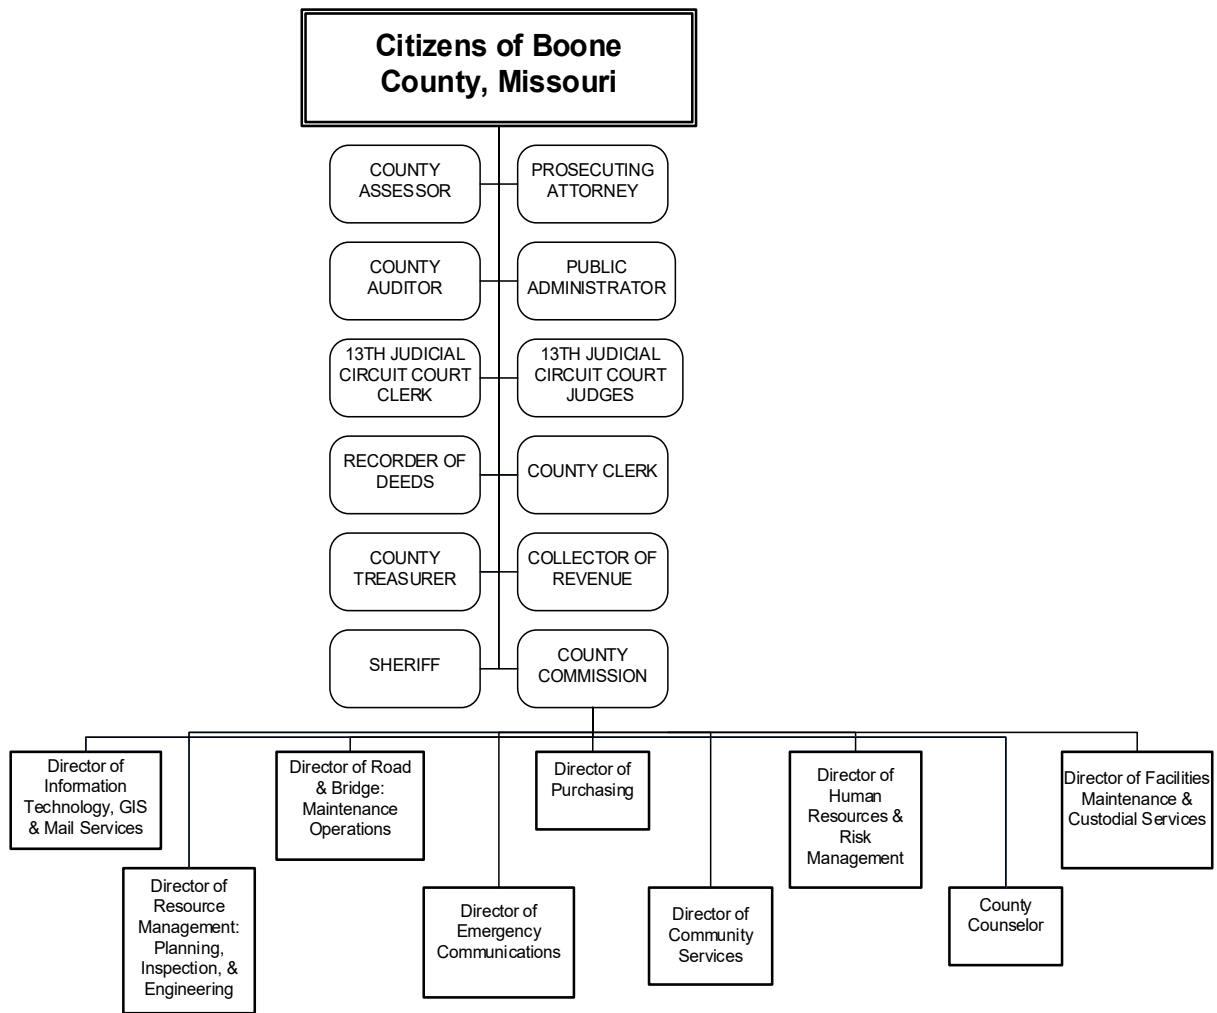 Citizens of Boone
County, Missouri
COUNTY
ASSESSOR
PROSECUTING
ATTORNEY
COUNTY
AUDITOR
PUBLIC
ADMINISTRATOR
13TH JUDICIAL
CIRCUIT COURT
CLERK
13TH JUDICIAL
CIRCUIT COURT
JUDGES
RECORDER OF
DEEDS
COUNTY CLERK
COUNTY
TREASURER
COLLECTOR OF
REVENUE
SHERIFF
COUNTY
COMMISSION
Director of
Information
Technology, GIS
& Mail Services
Director of Road
& Bridge:
Maintenance
Operations
Director of
Purchasing
Director of
Human
Resources &
Risk
Management
Director of Facilities
Maintenance &
Custodial Services
Director of
Resource
Management:
Planning,
Inspection, &
Engineering
Director of
Emergency
Communications
Director of
Community
Services
County
Counselor